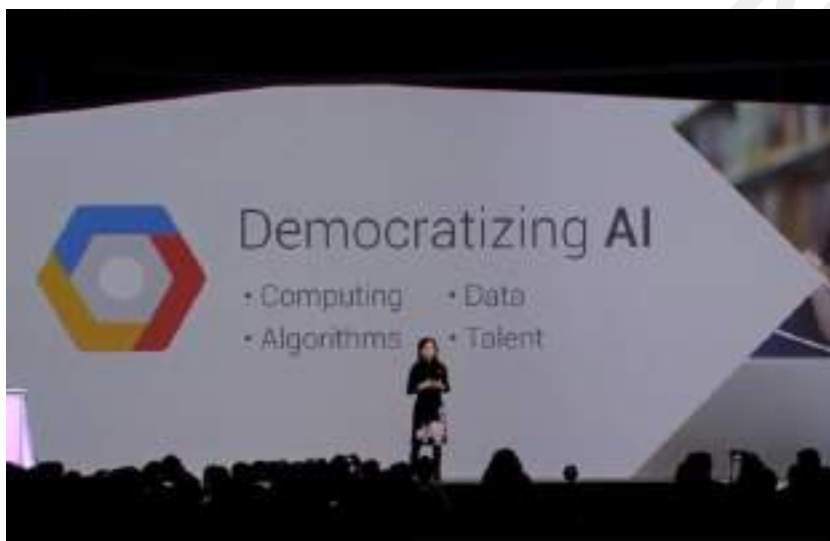 Democratizing AI
• Computing • Data
• Algorithms • Talent